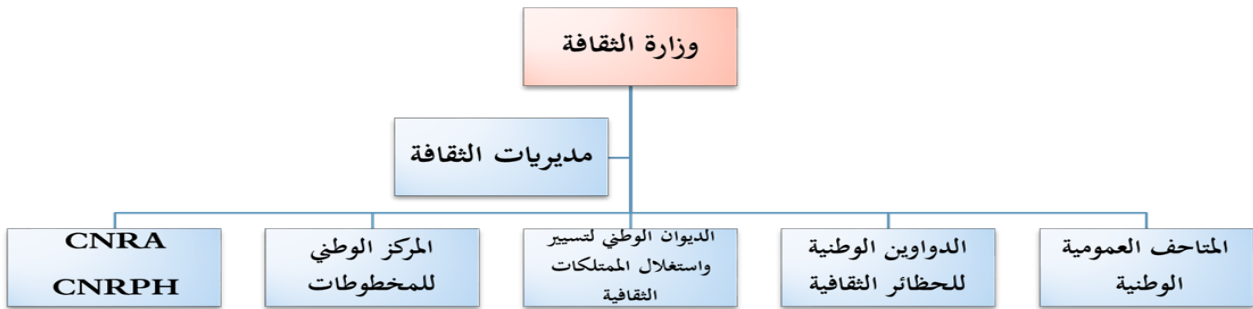 وزارة الثقافة
مديريات الثقافة
المتاحف العمومية
الوطنية
الدواوين الوطنية
للحظائر الثقافية
الديوان الوطني لتسيير
واستغلال الممتلكات
الثقافية
المركز الوطني
للمخطوطات
CNRA
CNRPH